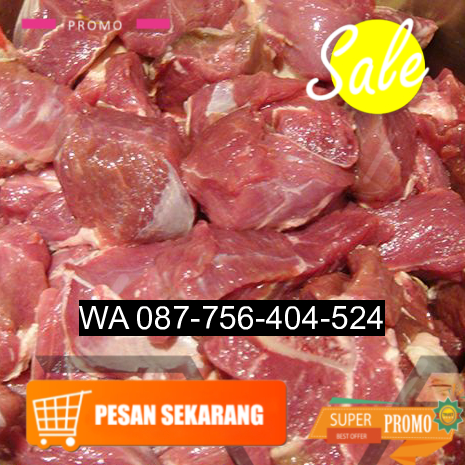 PROMO
Sale
WA 087-756-404-524
PESAN SEKARANG
SUPER PROMO
BEST OFFER